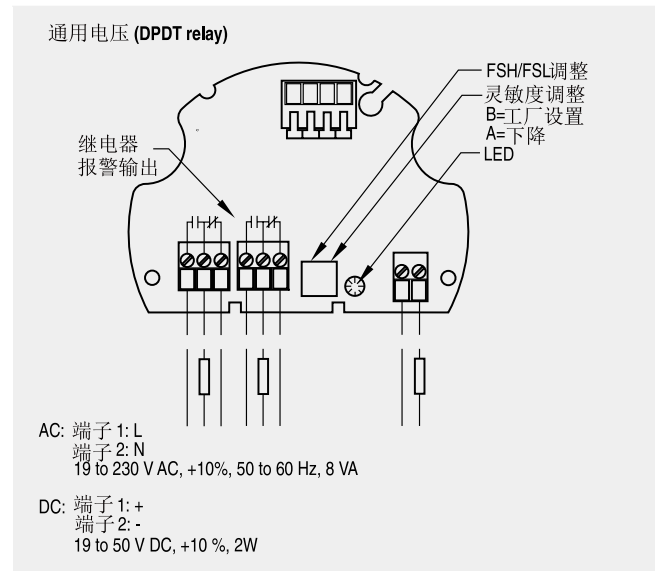 通用电压 (DPDT relay)
FSH/FSL调整
灵敏度调整
B=工厂设置
A=下降
LED
继电器
报警输出
AC: 端子 1: L
端子 2: N
19 to 230 V AC, +10%, 50 to 60 Hz, 8 VA
DC: 端子 1: +
端子 2: -
19 to 50 V DC, +10 %, 2W